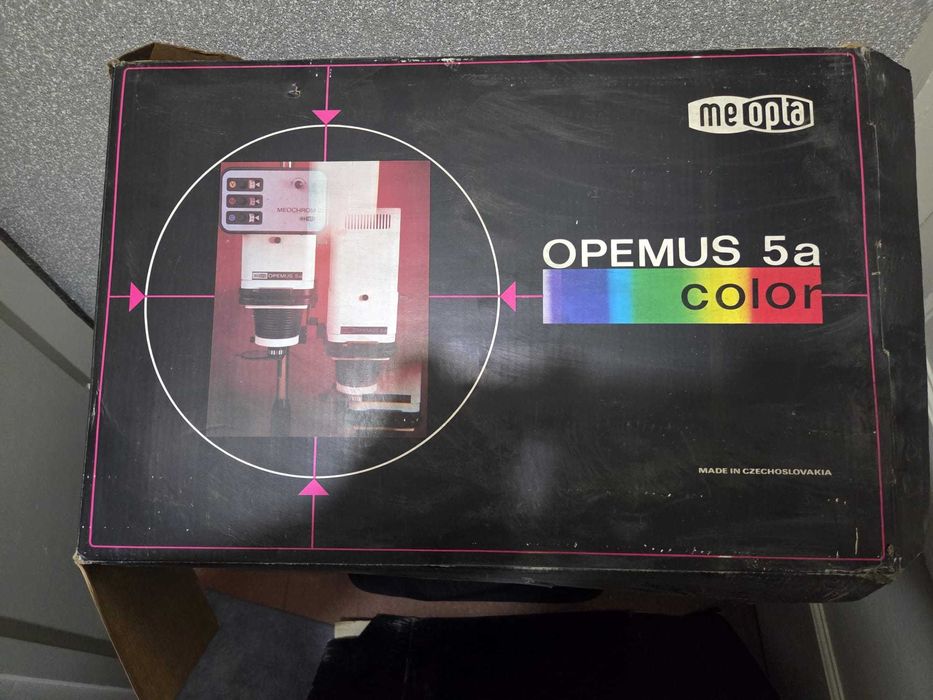 meopta
OPEMUS 5a
color
MEOCHROM
OPEMUS 5a
MADE IN CZECHOSLOVAKIA